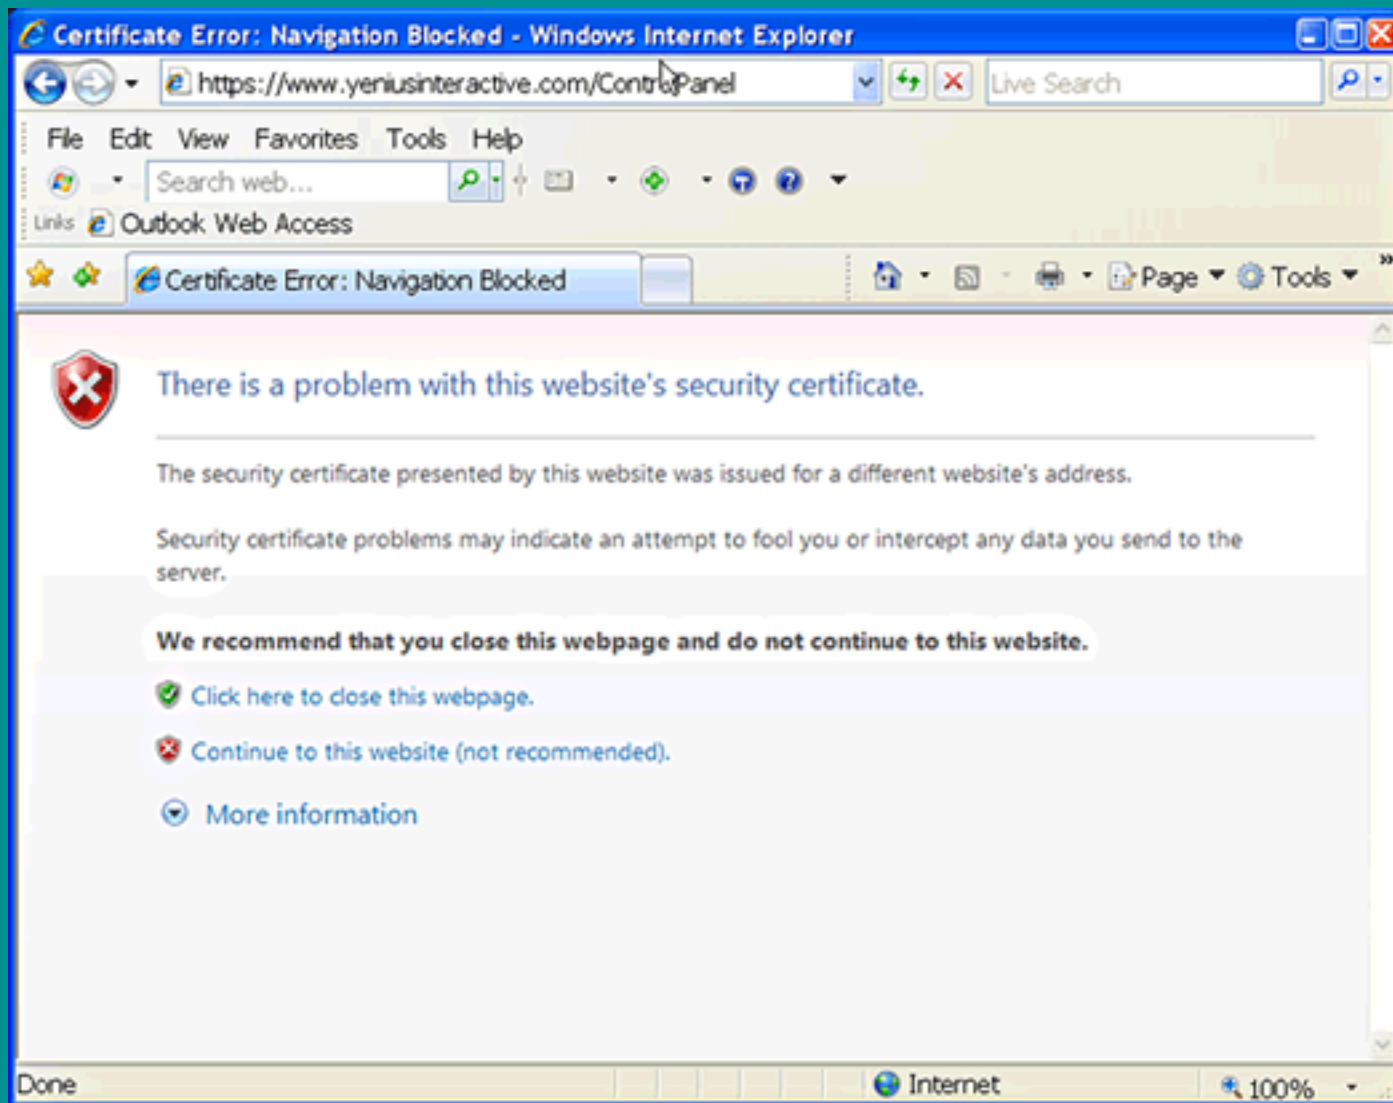 Certificate Error: Navigation Blocked - Windows Internet Explorer
https://www.yeniusinteractive.com/ControlPanel
Live Search
File Edit View Favorites Tools Help
Search web...
Links Outlook Web Access
Certificate Error: Navigation Blocked
Page Tools »
There is a problem with this website's security certificate.
The security certificate presented by this website was issued for a different website's address.
Security certificate problems may indicate an attempt to fool you or intercept any data you send to the
server.
We recommend that you close this webpage and do not continue to this website.
Click here to close this webpage.
Continue to this website (not recommended).
More information
Done Internet 100%